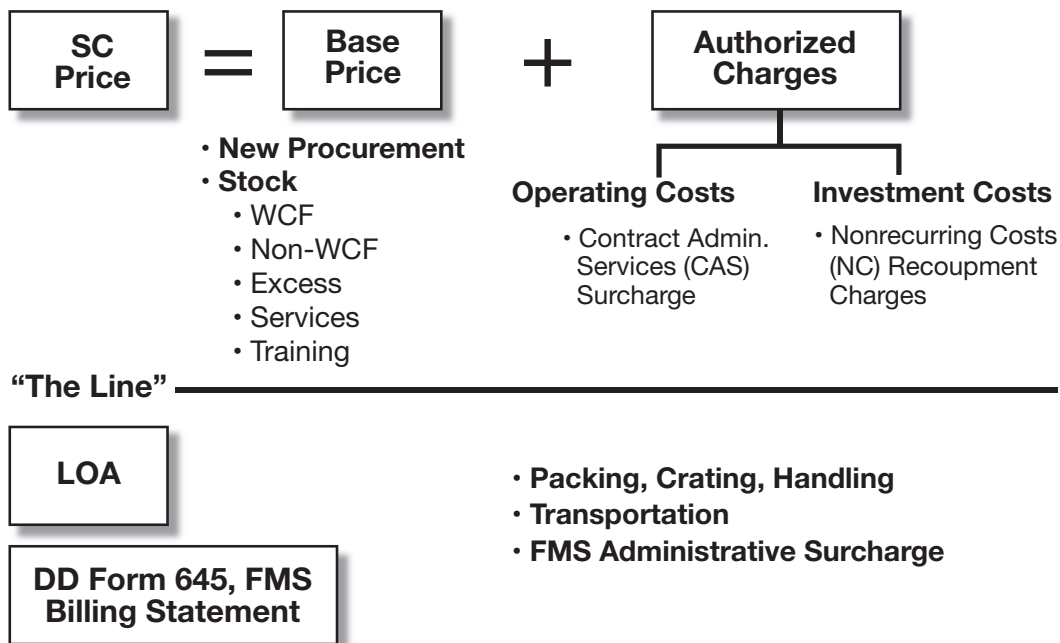 SC
Price
=
Base
Price
+
Authorized
Charges
• New Procurement
• Stock
• WCF
• Non-WCF
• Excess
• Services
• Training
Operating Costs
• Contract Admin.
Services (CAS)
Surcharge
Investment Costs
• Nonrecurring Costs
(NC) Recoupment
Charges
“The Line”
LOA
DD Form 645, FMS
Billing Statement
• Packing, Crating, Handling
• Transportation
• FMS Administrative Surcharge